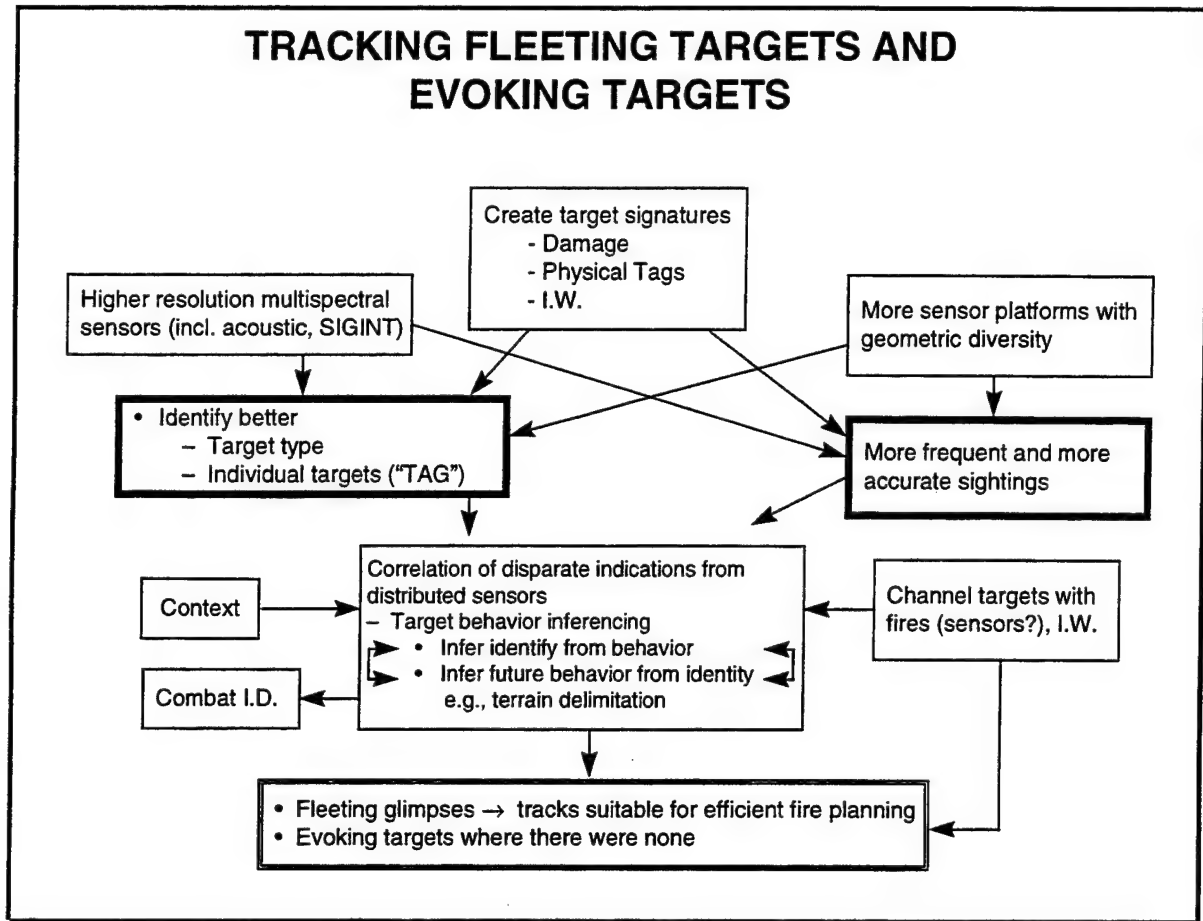 TRACKING FLEETING TARGETS AND
EVOKING TARGETS
Create target signatures
- Damage
- Physical Tags
- I.W.
Higher resolution multispectral
sensors (incl. acoustic, SIGINT)
More sensor platforms with
geometric diversity
• Identify better
– Target type
– Individual targets (“TAG”)
More frequent and more
accurate sightings
Correlation of disparate indications from
distributed sensors
– Target behavior inferencing
• Infer identify from behavior
• Infer future behavior from identity
e.g., terrain delimitation
Context
Combat I.D.
Channel targets with
fires (sensors?), I.W.
• Fleeting glimpses → tracks suitable for efficient fire planning
• Evoking targets where there were none